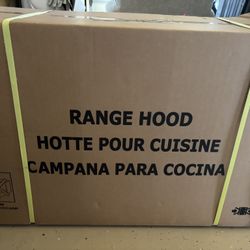 RANGE HOOD
HOTTE POUR CUISINE
CAMPANA PARA COCINA